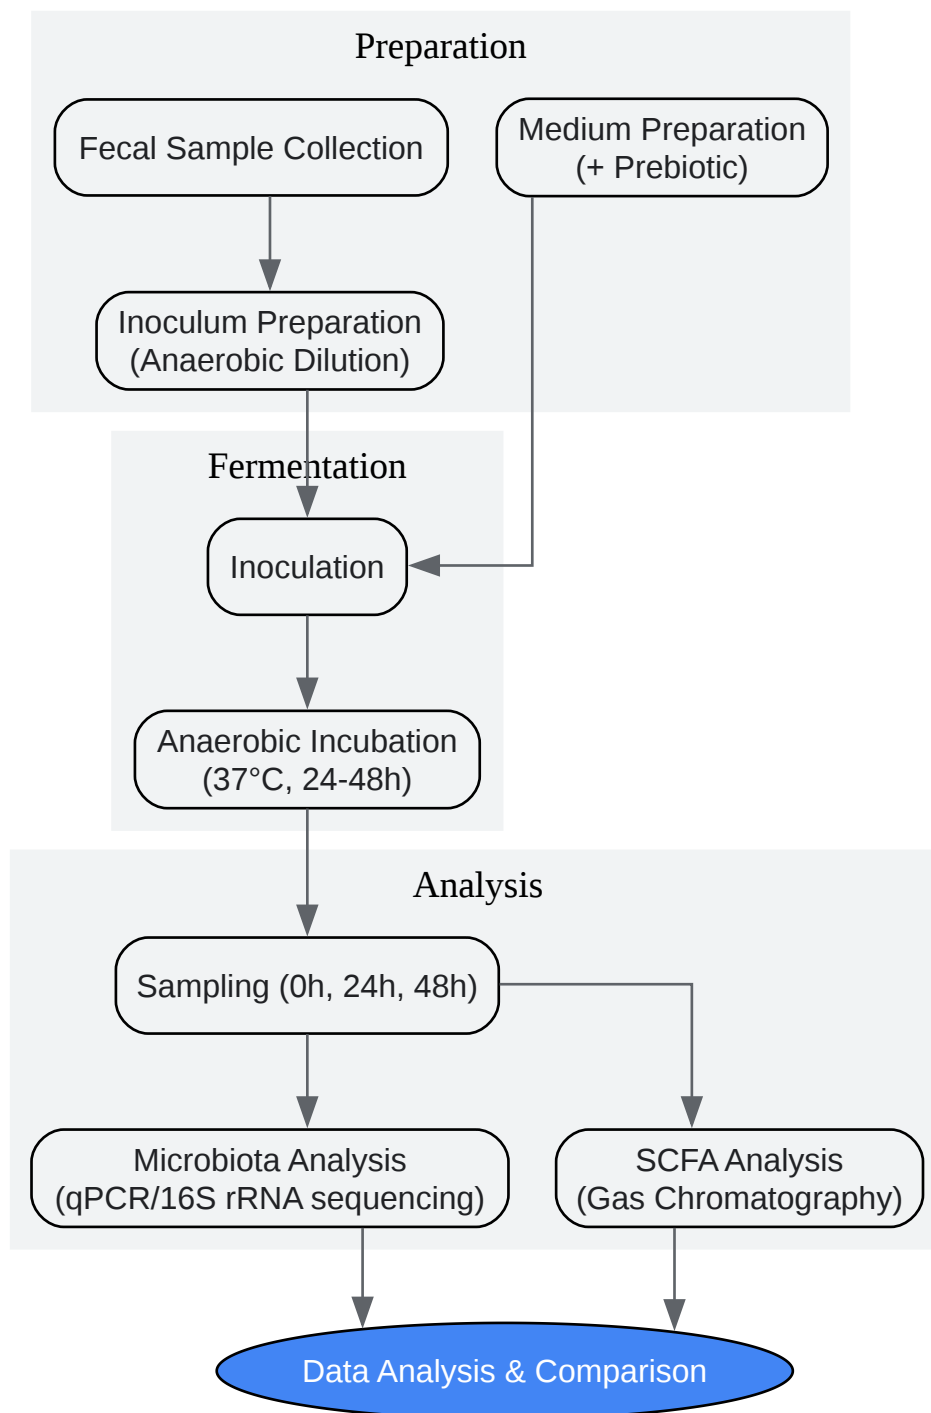 Preparation
Fecal Sample Collection
Medium Preparation
(+ Prebiotic)
Inoculum Preparation
(Anaerobic Dilution)
Fermentation
Inoculation
Anaerobic Incubation
(37°C, 24-48h)
Analysis
Sampling (0h, 24h, 48h)
Microbiota Analysis
(qPCR/16S rRNA sequencing)
SCFA Analysis
(Gas Chromatography)
Data Analysis & Comparison